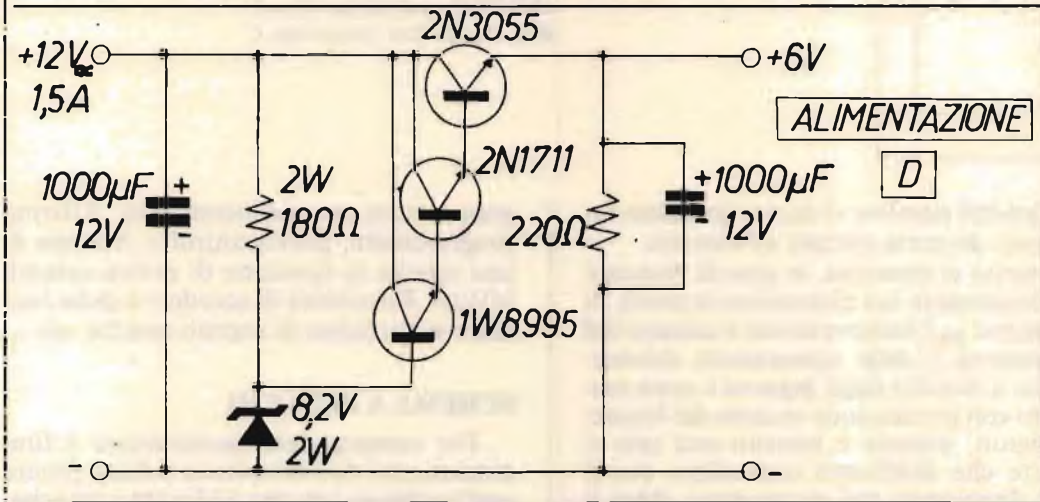 2N3055
+12V
1,5A
+6V
ALIMENTAZIONE
D
2N1711
1000µF +
12V -
2W
180Ω
220Ω
+1000µF
12V
-
1W8995
8,2V
2W
-
-